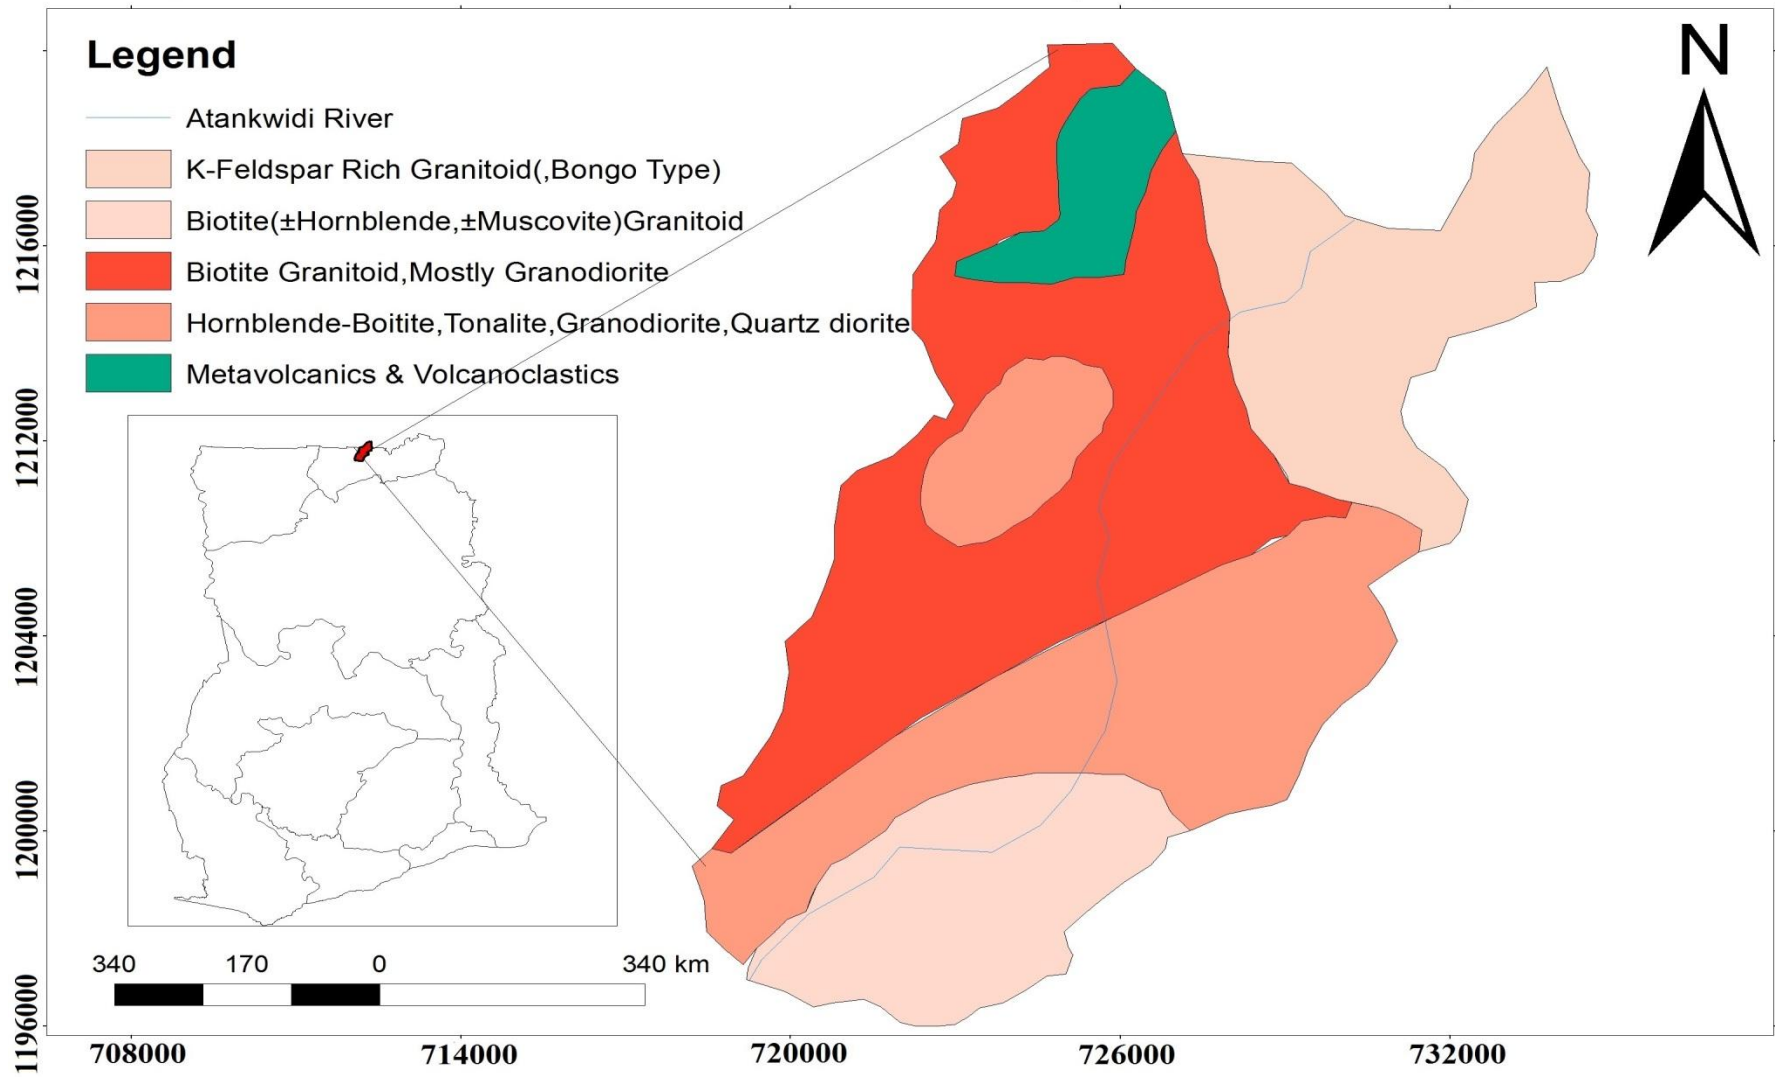 Legend
N
Atankwidi River
K-Feldspar Rich Granitoid(,Bongo Type)
Biotite(±Hornblende,±Muscovite)Granitoid
Biotite Granitoid,Mostly Granodiorite
Hornblende-Boitite,Tonalite,Granodiorite,Quartz diorite
Metavolcanics & Volcanoclastics
340 170 0 340 km
1216000
1212000
1204000
1200000
1196000
708000 714000 720000 726000 732000